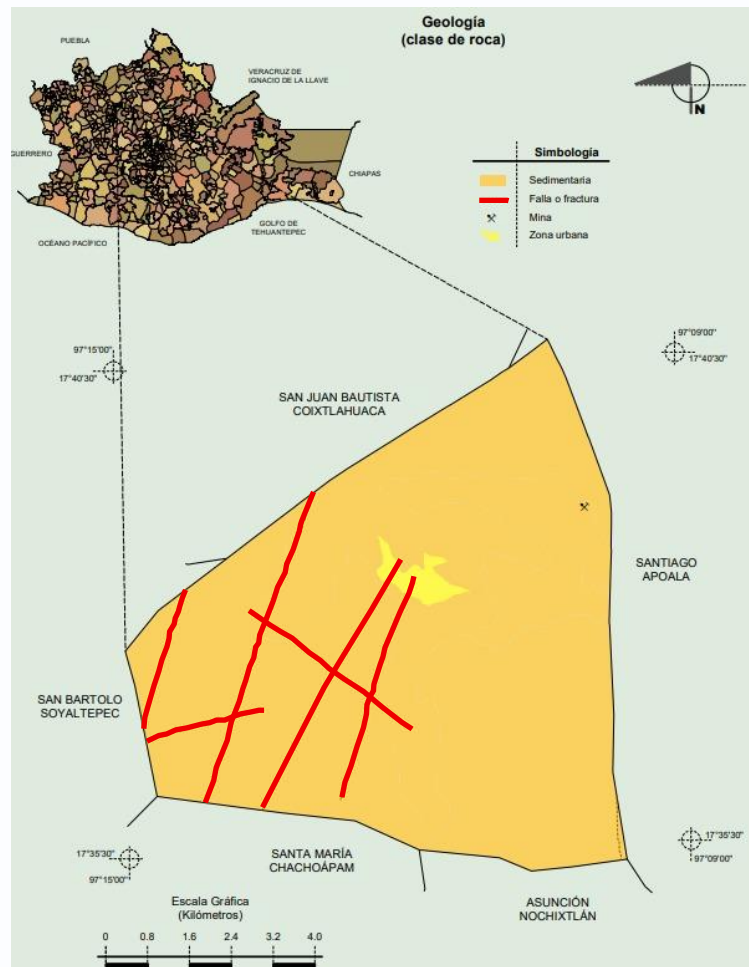 Geología
(clase de roca)
PUEBLA
VERACRUZ DE
IGNACIO DE LA LLAVE
N
GUERRERO
CHIAPAS
OCÉANO PACÍFICO
GOLFO DE
TEHUANTEPEC
Simbología
Sedimentaria
Falla o fractura
Mina
Zona urbana
97°15'00"
17°40'30"
97°09'00"
17°40'30"
SAN JUAN BAUTISTA
COIXTLAHUACA
SANTIAGO
APOALA
SAN BARTOLO
SOYALTEPEC
17°35'30"
97°15'00"
SANTA MARÍA
CHACHOÁPAM
17°35'30"
97°09'00"
ASUNCIÓN
NOCHIXTLÁN
Escala Gráfica
(Kilómetros)
0 0.8 1.6 2.4 3.2 4.0